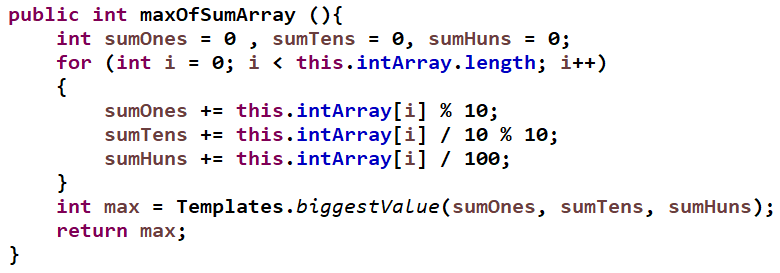 public int maxOfSumArray (){
    int sumOnes = 0 , sumTens = 0, sumHuns = 0;
    for (int i = 0; i < this.intArray.length; i++)
    {
        sumOnes += this.intArray[i] % 10;
        sumTens += this.intArray[i] / 10 % 10;
        sumHuns += this.intArray[i] / 100;
    }
    int max = Templates.biggestValue(sumOnes, sumTens, sumHuns);
    return max;
}